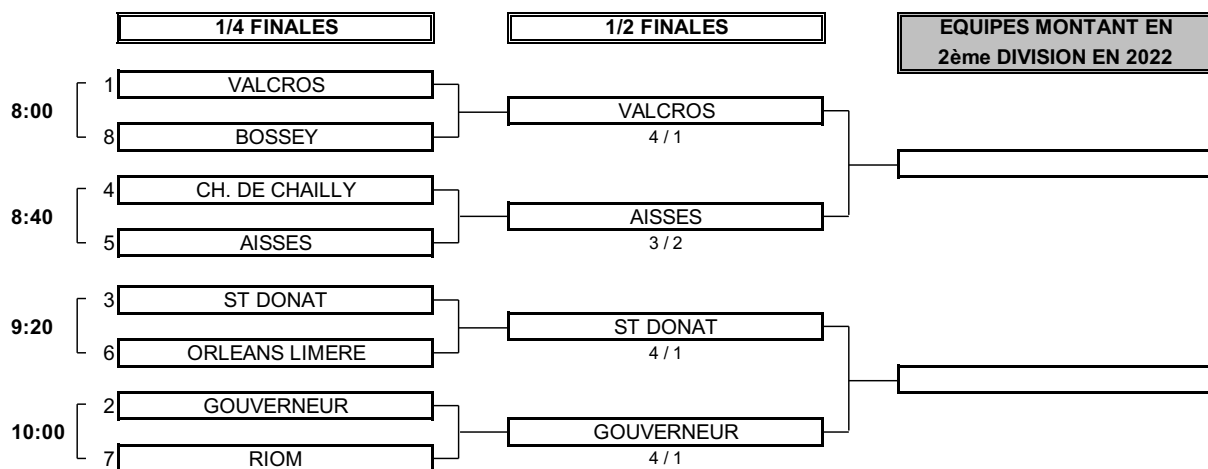 1/4 FINALES
1/2 FINALES
EQUIPES MONTANT EN
2ème DIVISION EN 2022
8:00
1
VALCROS
8
BOSSEY
VALCROS
4 / 1
8:40
4
CH. DE CHAILLY
5
AISSES
AISSES
3 / 2
9:20
3
ST DONAT
6
ORLEANS LIMERE
ST DONAT
4 / 1
10:00
2
GOUVERNEUR
7
RIOM
GOUVERNEUR
4 / 1